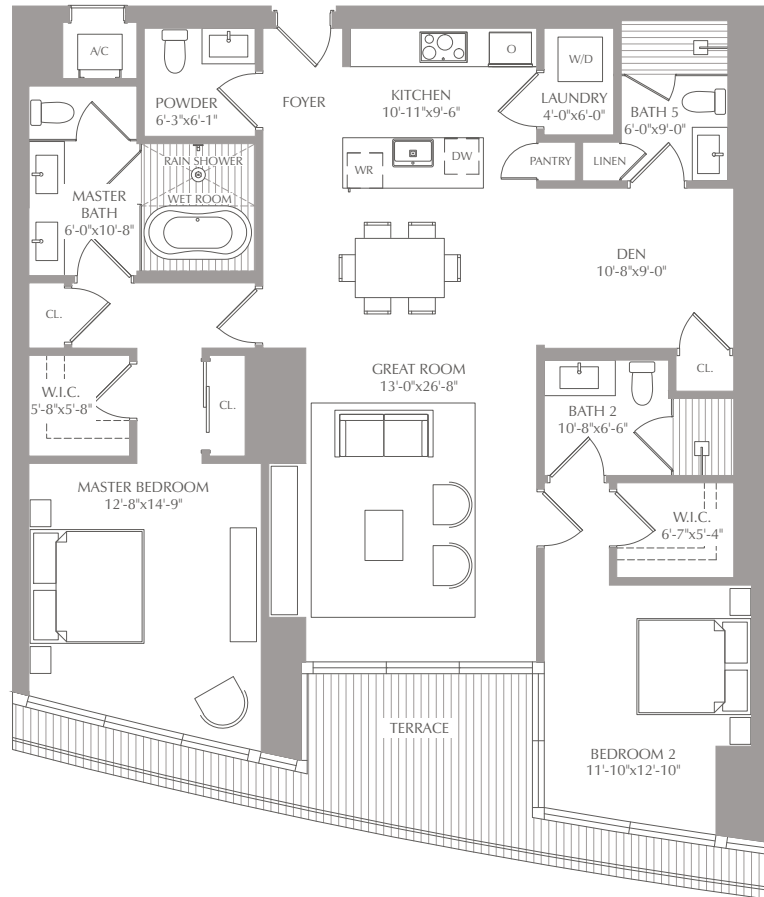 A/C
POWDER
6'-3"x6'-1"
FOYER
KITCHEN
10'-11"x9'-6"
O
W/D
LAUNDRY
4'-0"x6'-0"
BATH 5
6'-0"x9'-0"
RAIN SHOWER
WET ROOM
MASTER
BATH
6'-0"x10'-8"
WR
DW
PANTRY
LINEN
DEN
10'-8"x9'-0"
CL.
W.I.C.
5'-8"x5'-8"
CL.
GREAT ROOM
13'-0"x26'-8"
CL.
BATH 2
10'-8"x6'-6"
MASTER BEDROOM
12'-8"x14'-9"
W.I.C.
6'-7"x5'-4"
TERRACE
BEDROOM 2
11'-10"x12'-10"